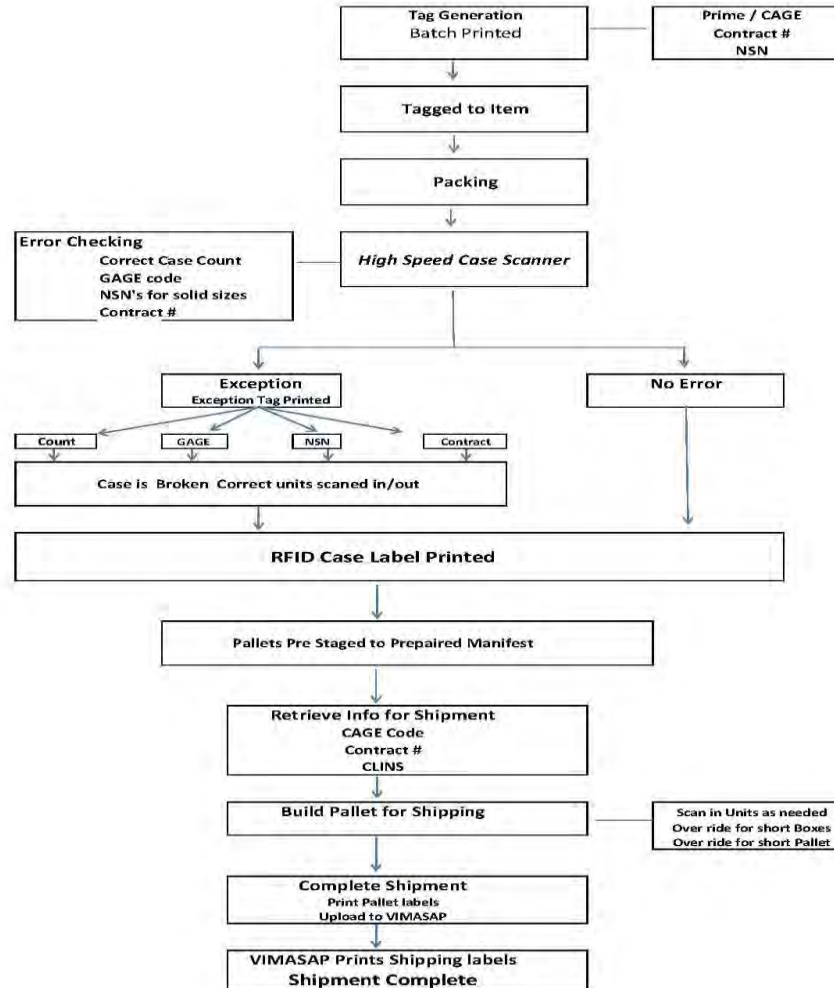 Tag Generation
Batch Printed
Prime / CAGE
Contract #
NSN
Tagged to Item
Packing
Error Checking
Correct Case Count
GAGE code
NSN's for solid sizes
Contract #
High Speed Case Scanner
Exception
Exception Tag Printed
No Error
Count
GAGE
NSN
Contract
Case is Broken Correct units scaned in/out
RFID Case Label Printed
Pallets Pre Staged to Prepaired Manifest
Retrieve Info for Shipment
CAGE Code
Contract #
CLINS
Build Pallet for Shipping
Scan in Units as needed
Over ride for short Boxes
Over ride for short Pallet
Complete Shipment
Print Pallet labels
Upload to VIMASAP
VIMASAP Prints Shipping labels
Shipment Complete